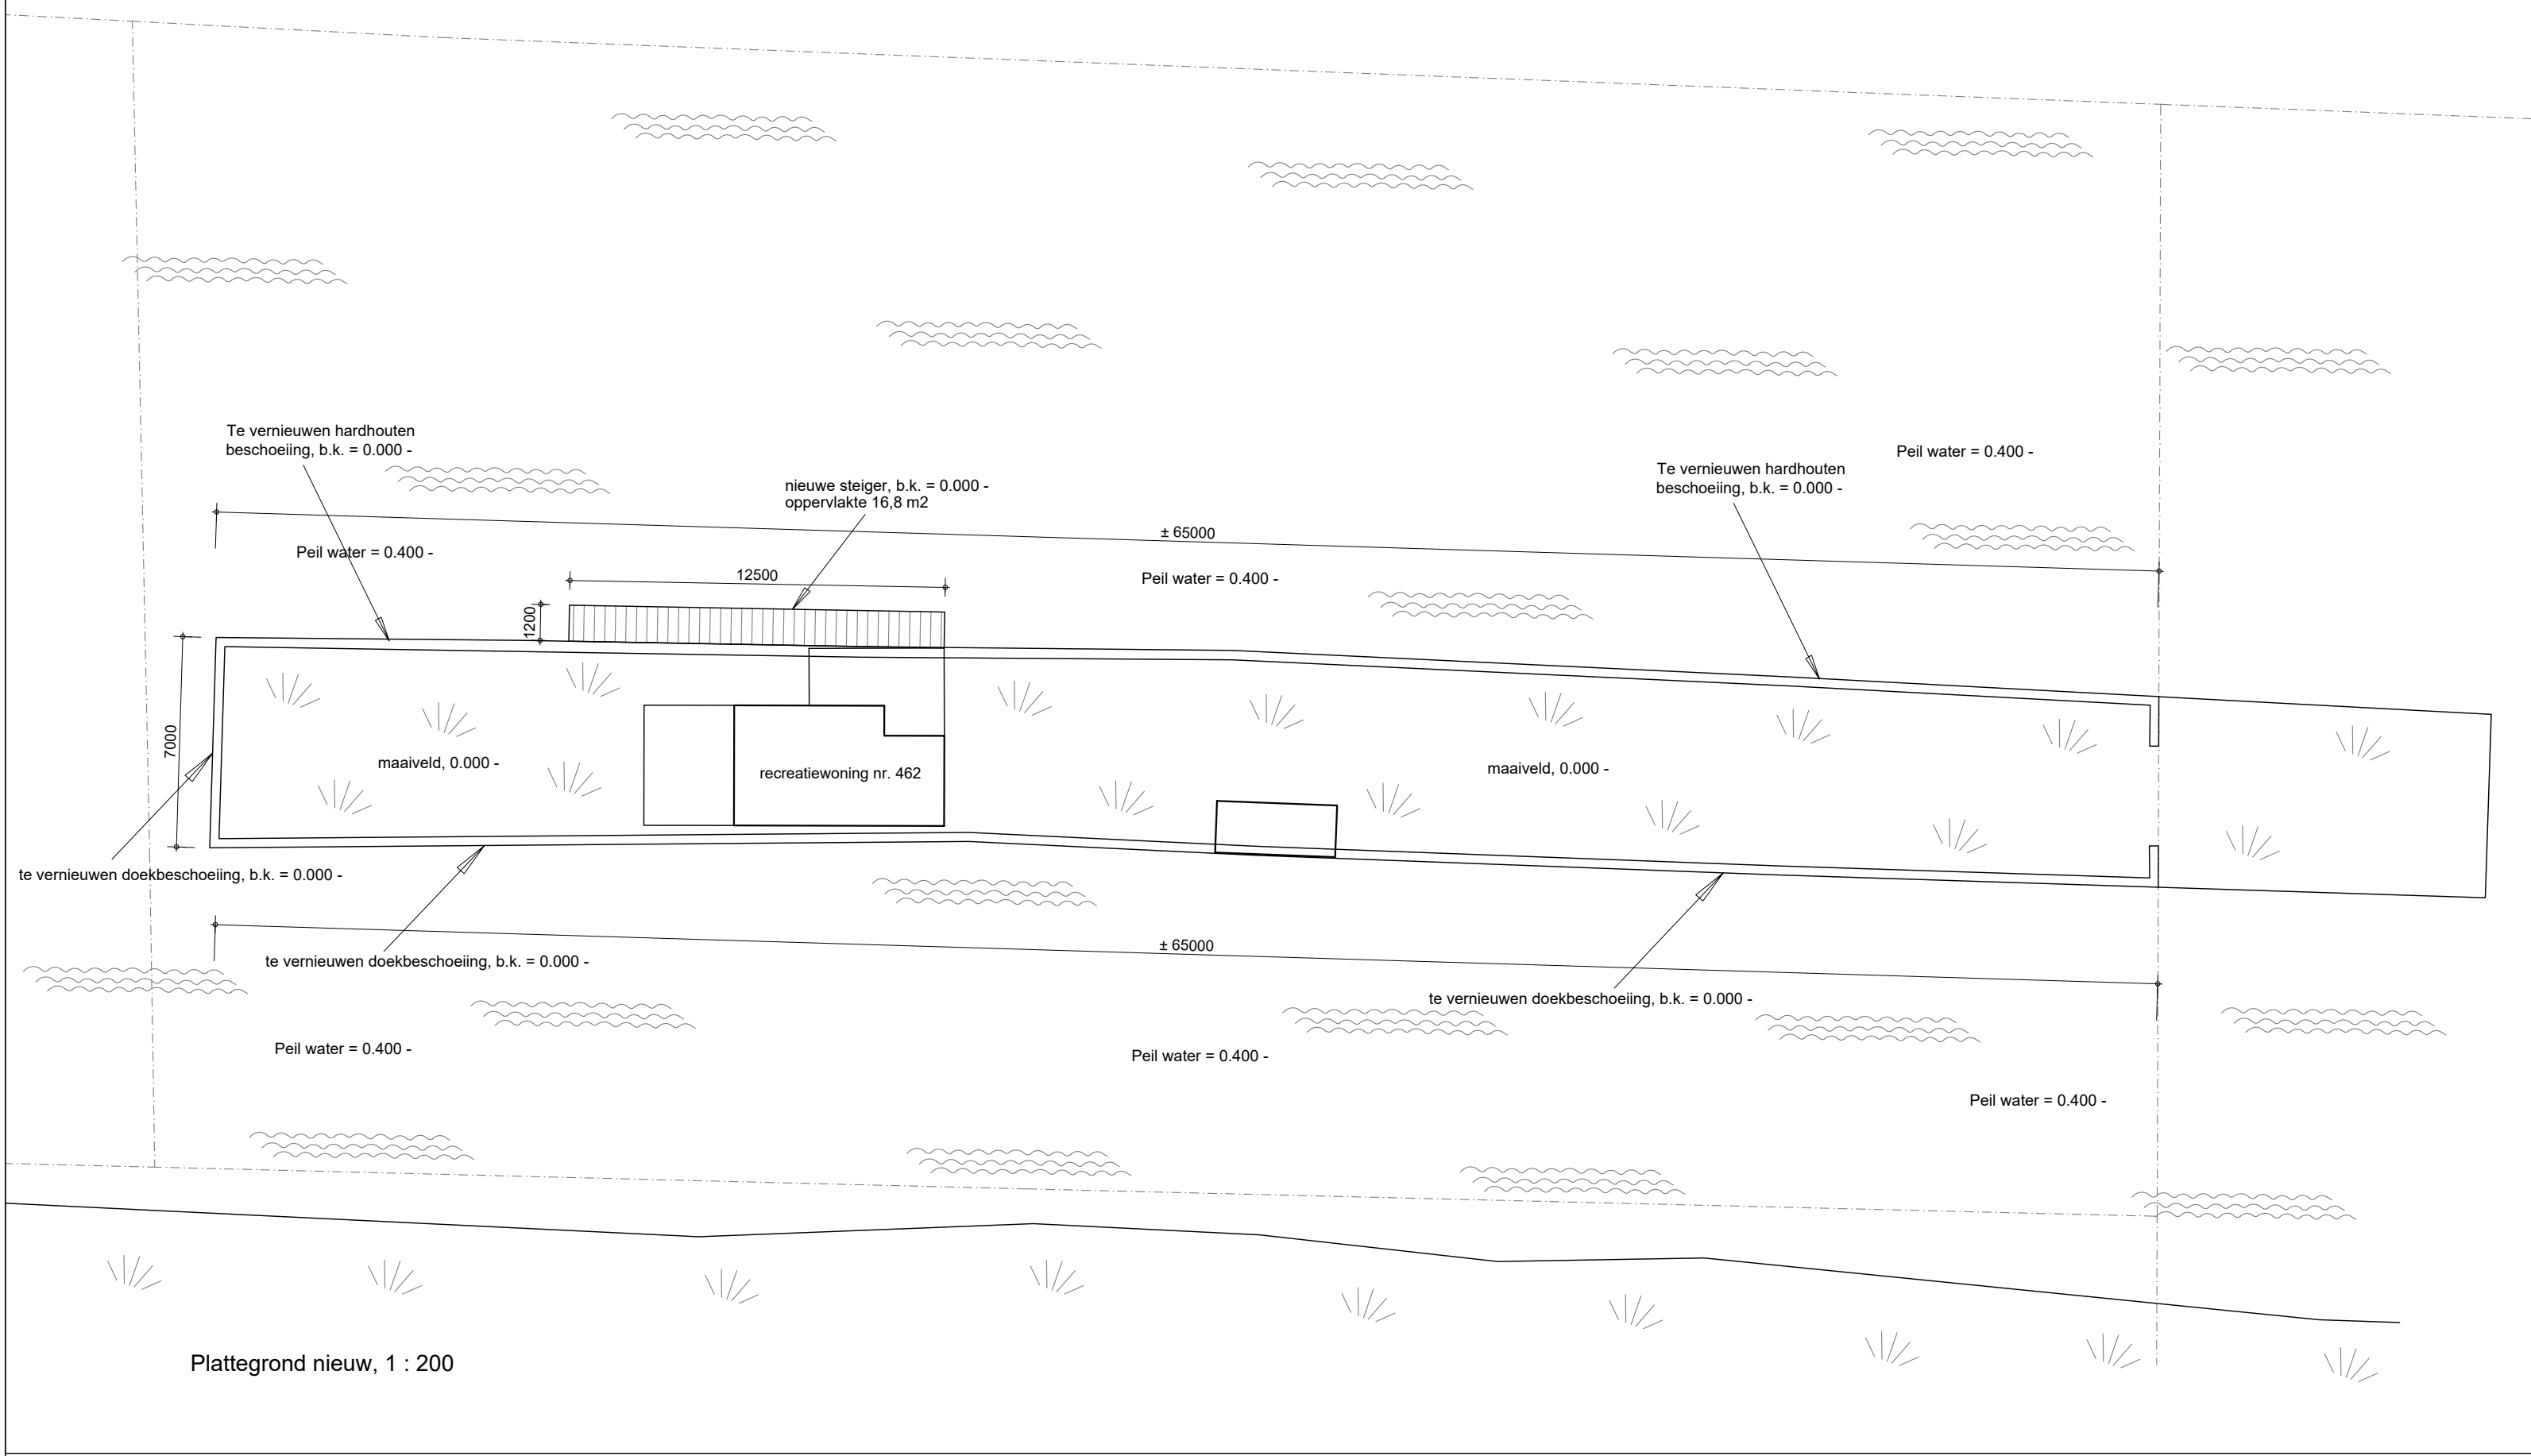 Te vernieuwen hardhouten
beschoeiing, b.k. = 0.000 -
Peil water = 0.400 -
Te vernieuwen hardhouten
beschoeiing, b.k. = 0.000 -
nieuwe steiger, b.k. = 0.000 -
oppervlakte 16,8 m2
± 65000
Peil water = 0.400 -
12500
Peil water = 0.400 -
1200
7000
maaiveld, 0.000 -
recreatiewoning nr. 462
maaiveld, 0.000 -
te vernieuwen doekbeschoeiing, b.k. = 0.000 -
± 65000
te vernieuwen doekbeschoeiing, b.k. = 0.000 -
te vernieuwen doekbeschoeiing, b.k. = 0.000 -
Peil water = 0.400 -
Peil water = 0.400 -
Peil water = 0.400 -
Plattegrond nieuw, 1 : 200